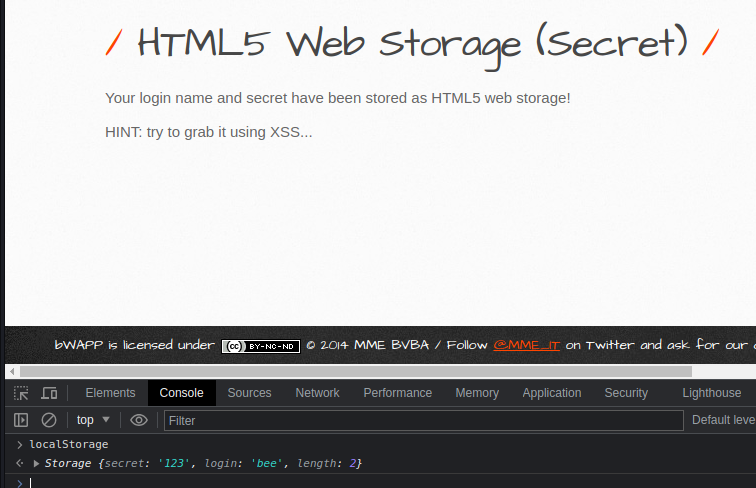 / HTML5 Web Storage (Secret) /
Your login name and secret have been stored as HTML5 web storage!
HINT: try to grab it using XSS...
bWAPP is licensed under (cc) BY-NC-ND © 2014 MME BVBA / Follow @MME_IT on Twitter and ask for our
Elements Console Sources Network Performance Memory Application Security Lighthouse
top ▼ Filter Default leve
> localStorage
<· ▶ Storage {secret: '123', login: 'bee', length: 2}
>